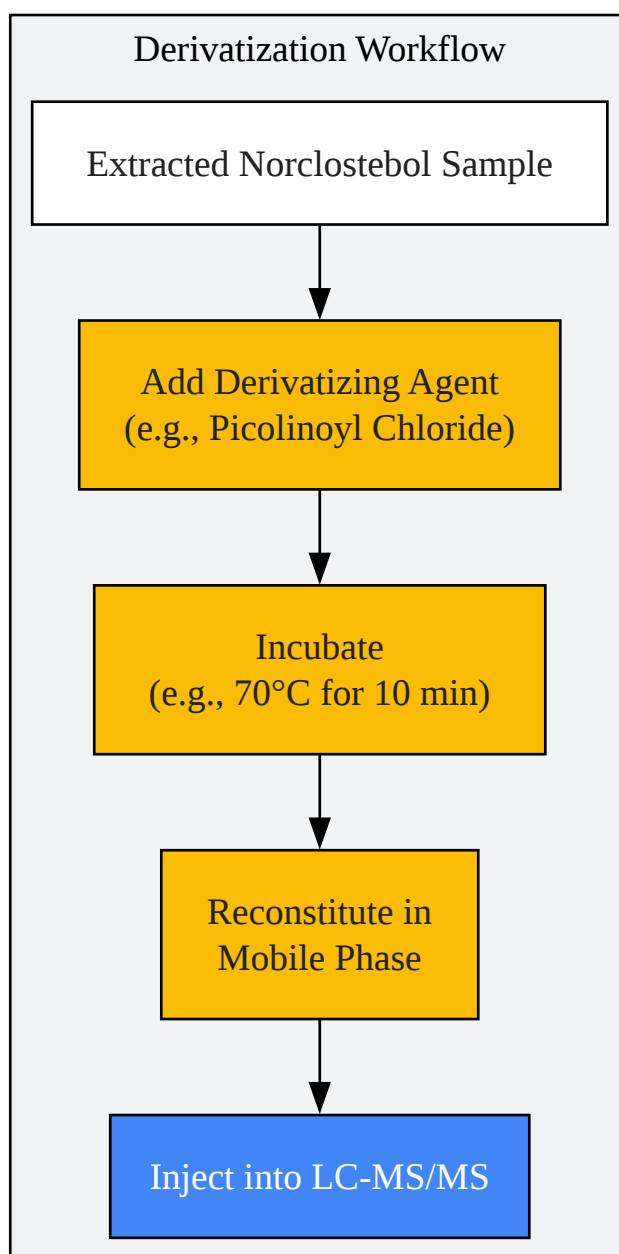 Derivatization Workflow
Extracted Norclostebol Sample
Add Derivatizing Agent
(e.g., Picolinoyl Chloride)
Incubate
(e.g., 70°C for 10 min)
Reconstitute in
Mobile Phase
Inject into LC-MS/MS